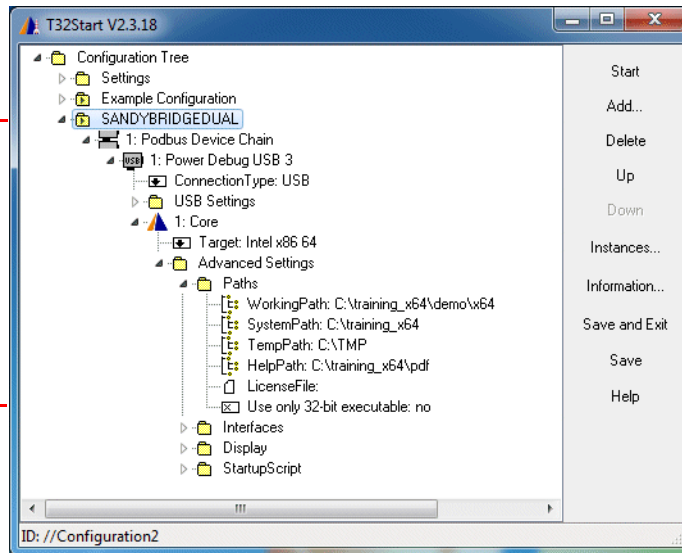 T32Start V2.3.18
Configuration Tree
Settings
Example Configuration
SANDYBRIDGEDUAL
1: Podbus Device Chain
USB
1: Power Debug USB 3
ConnectionType: USB
USB Settings
1: Core
Target: Intel x86 64
Advanced Settings
Paths
WorkingPath: C:\training_x64\demo\x64
SystemPath: C:\training_x64
TempPath: C:\TMP
HelpPath: C:\training_x64\pdf
LicenseFile:
Use only 32-bit executable: no
Interfaces
Display
StartupScript
Start
Add...
Delete
Up
Down
Instances...
Information...
Save and Exit
Save
Help
ID: //Configuration2